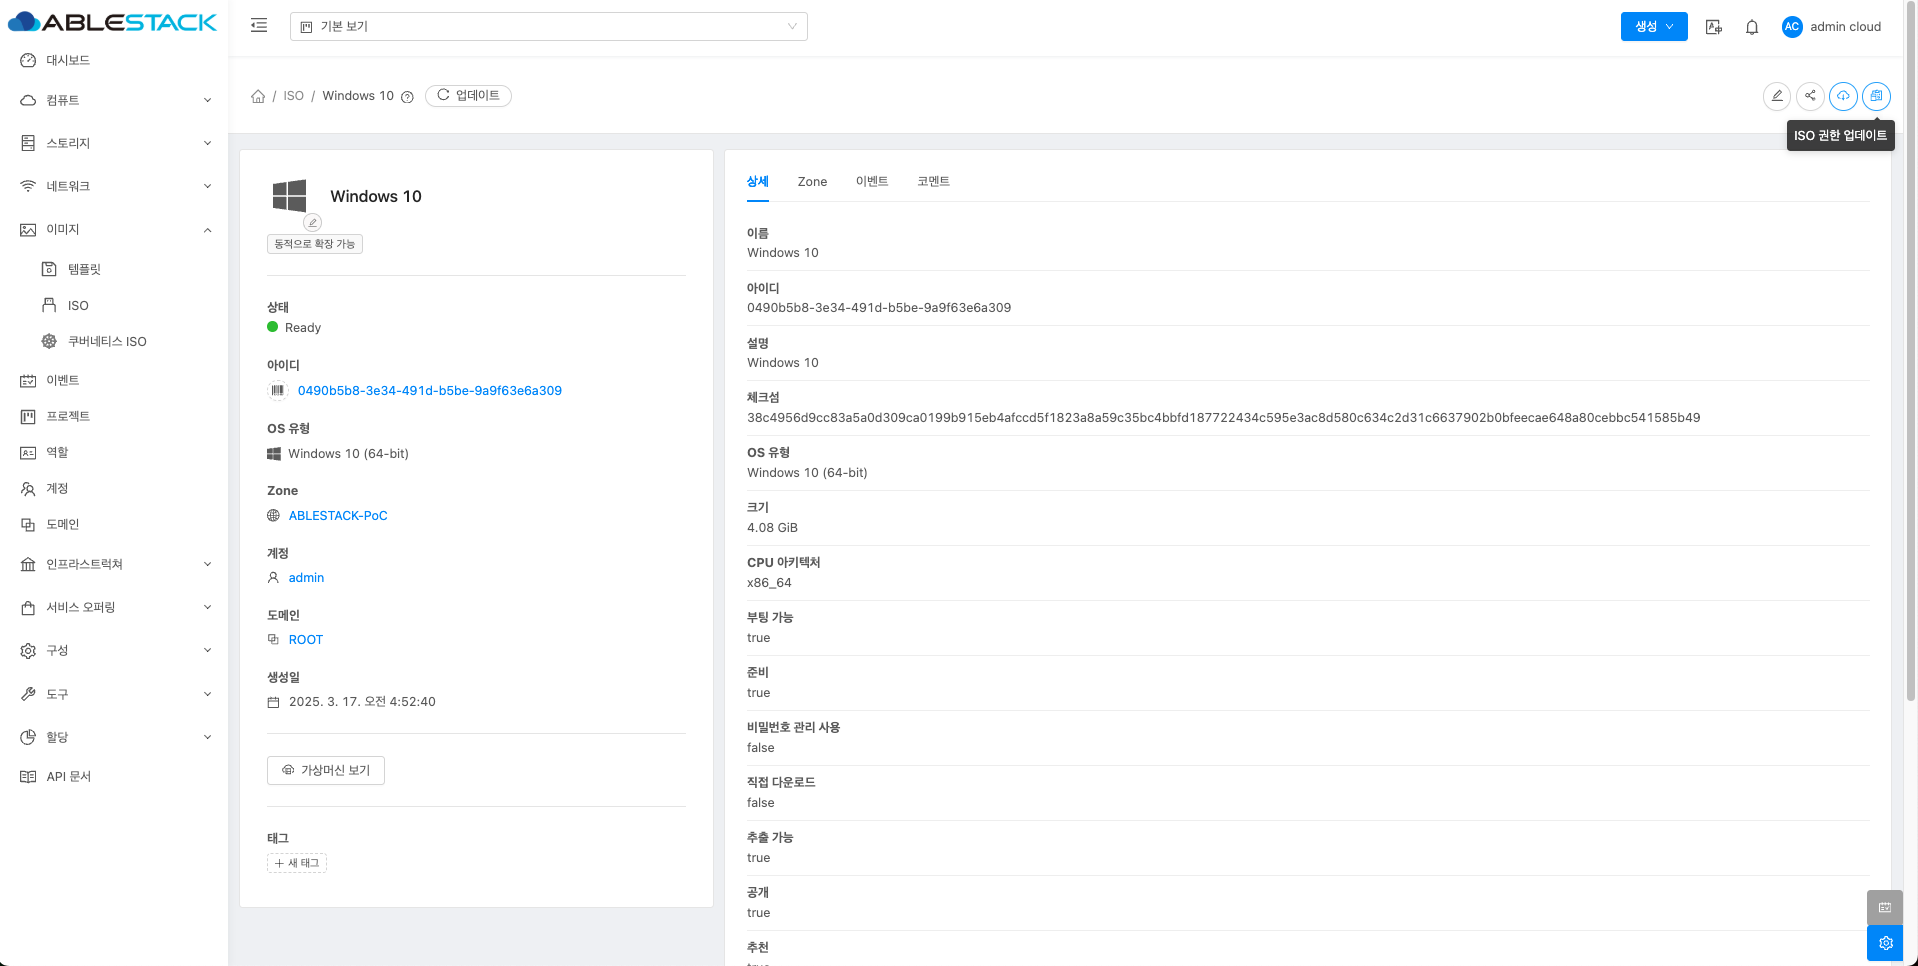 ABLESTACK
기본 보기
생성
AC
admin cloud
대시보드
컴퓨트
스토리지
네트워크
이미지
템플릿
ISO
쿠버네티스 ISO
이벤트
프로젝트
역할
계정
도메인
인프라스트럭쳐
서비스 오퍼링
구성
도구
할당
API 문서
/ ISO / Windows 10
업데이트
ISO 권한 업데이트
Windows 10
동적으로 확장 가능
상태
Ready
아이디
0490b5b8-3e34-491d-b5be-9a9f63e6a309
OS 유형
Windows 10 (64-bit)
Zone
ABLESTACK-PoC
계정
admin
도메인
ROOT
생성일
2025. 3. 17. 오전 4:52:40
가상머신 보기
태그
+ 새 태그
상세 Zone 이벤트 코멘트
이름
Windows 10
아이디
0490b5b8-3e34-491d-b5be-9a9f63e6a309
설명
Windows 10
체크섬
38c4956d9cc83a5a0d309ca0199b915eb4afccd5f1823a8a59c35bc4bbfd187722434c595e3ac8d580c634c2d31c6637902b0bfeecae648a80cebbc541585b49
OS 유형
Windows 10 (64-bit)
크기
4.08 GiB
CPU 아키텍처
x86_64
부팅 가능
true
준비
true
비밀번호 관리 사용
false
직접 다운로드
false
추출 가능
true
공개
true
추천